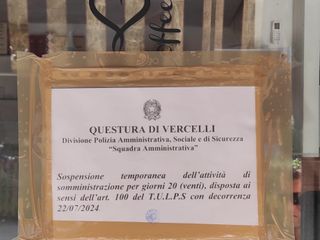 coffee
QUESTURA DI VERCELLI
Divisione Polizia Amministrativa, Sociale e di Sicurezza
"Squadra Amministrativa"
Sospensione temporanea dell'attività di
somministrazione per giorni 20 (venti), disposta ai
sensi dell'art. 100 del T.U.L.P.S con decorrenza
22/07/2024.